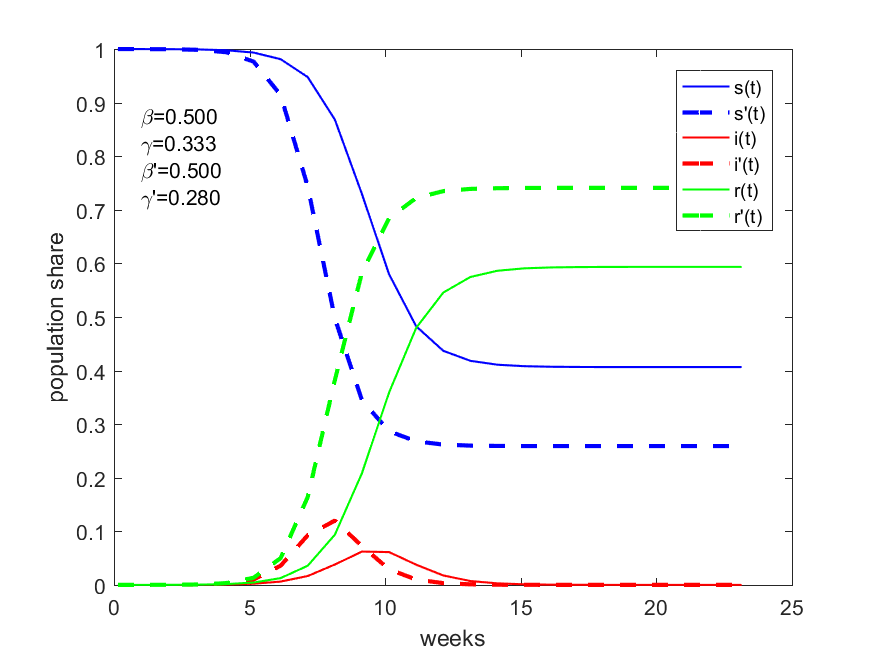 1
0.9
0.8
0.7
0.6
0.5
0.4
0.3
0.2
0.1
0
population share
β=0.500
γ=0.333
β'=0.500
γ'=0.280
s(t)
s'(t)
i(t)
i'(t)
r(t)
r'(t)
0 5 10 15 20 25
weeks